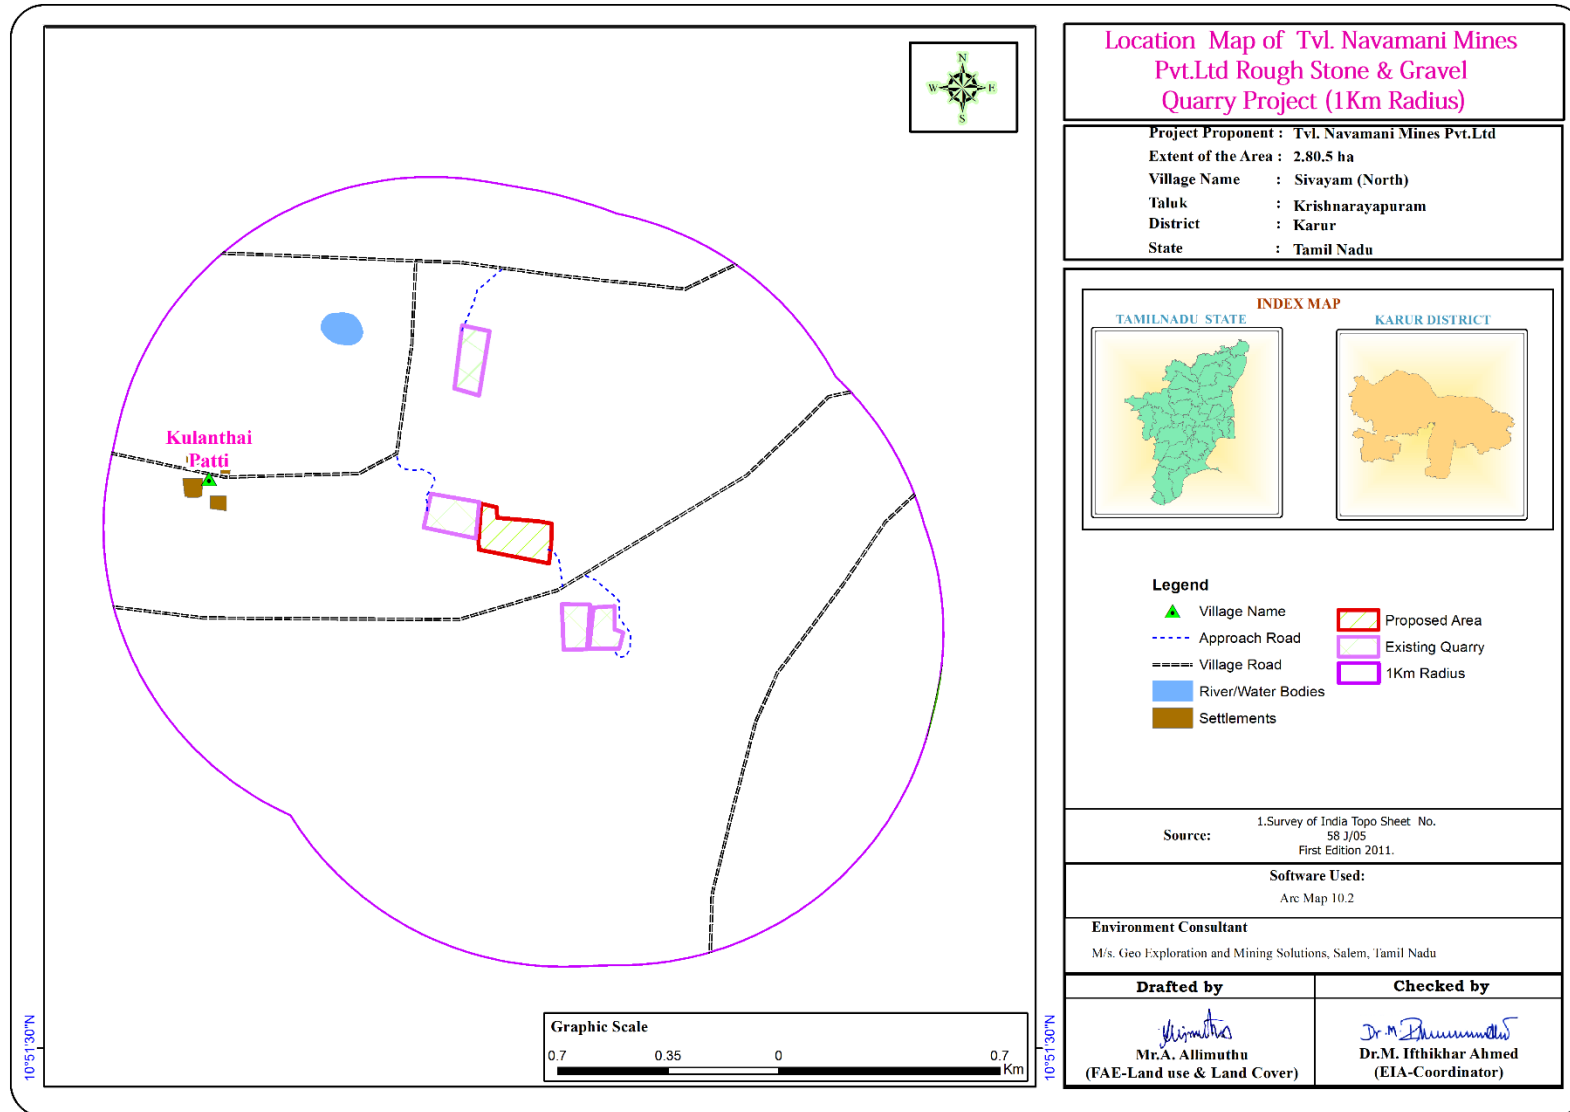 Location Map of Tvl. Navamani Mines
Pvt.Ltd Rough Stone & Gravel
Quarry Project (1Km Radius)
Project Proponent : Tvl. Navamani Mines Pvt.Ltd
Extent of the Area : 2.80.5 ha
Village Name : Sivayam (North)
Taluk : Krishnarayapuram
District : Karur
State : Tamil Nadu
N
W E
S
Kulanthai
Patti
INDEX MAP
TAMILNADU STATE KARUR DISTRICT
Legend
Village Name
Approach Road
Village Road
River/Water Bodies
Settlements
Proposed Area
Existing Quarry
1Km Radius
Source:
1.Survey of India Topo Sheet No.
58 J/05
First Edition 2011.
Software Used:
Arc Map 10.2
Environment Consultant
M/s. Geo Exploration and Mining Solutions, Salem, Tamil Nadu
Drafted by
Mr.A. Allimuthu
(FAE-Land use & Land Cover)
Checked by
Dr.M. Ifthikhar Ahmed
(EIA-Coordinator)
Graphic Scale
0.7 0.35 0 0.7
Km
10°51'30"N
10°51'30"N